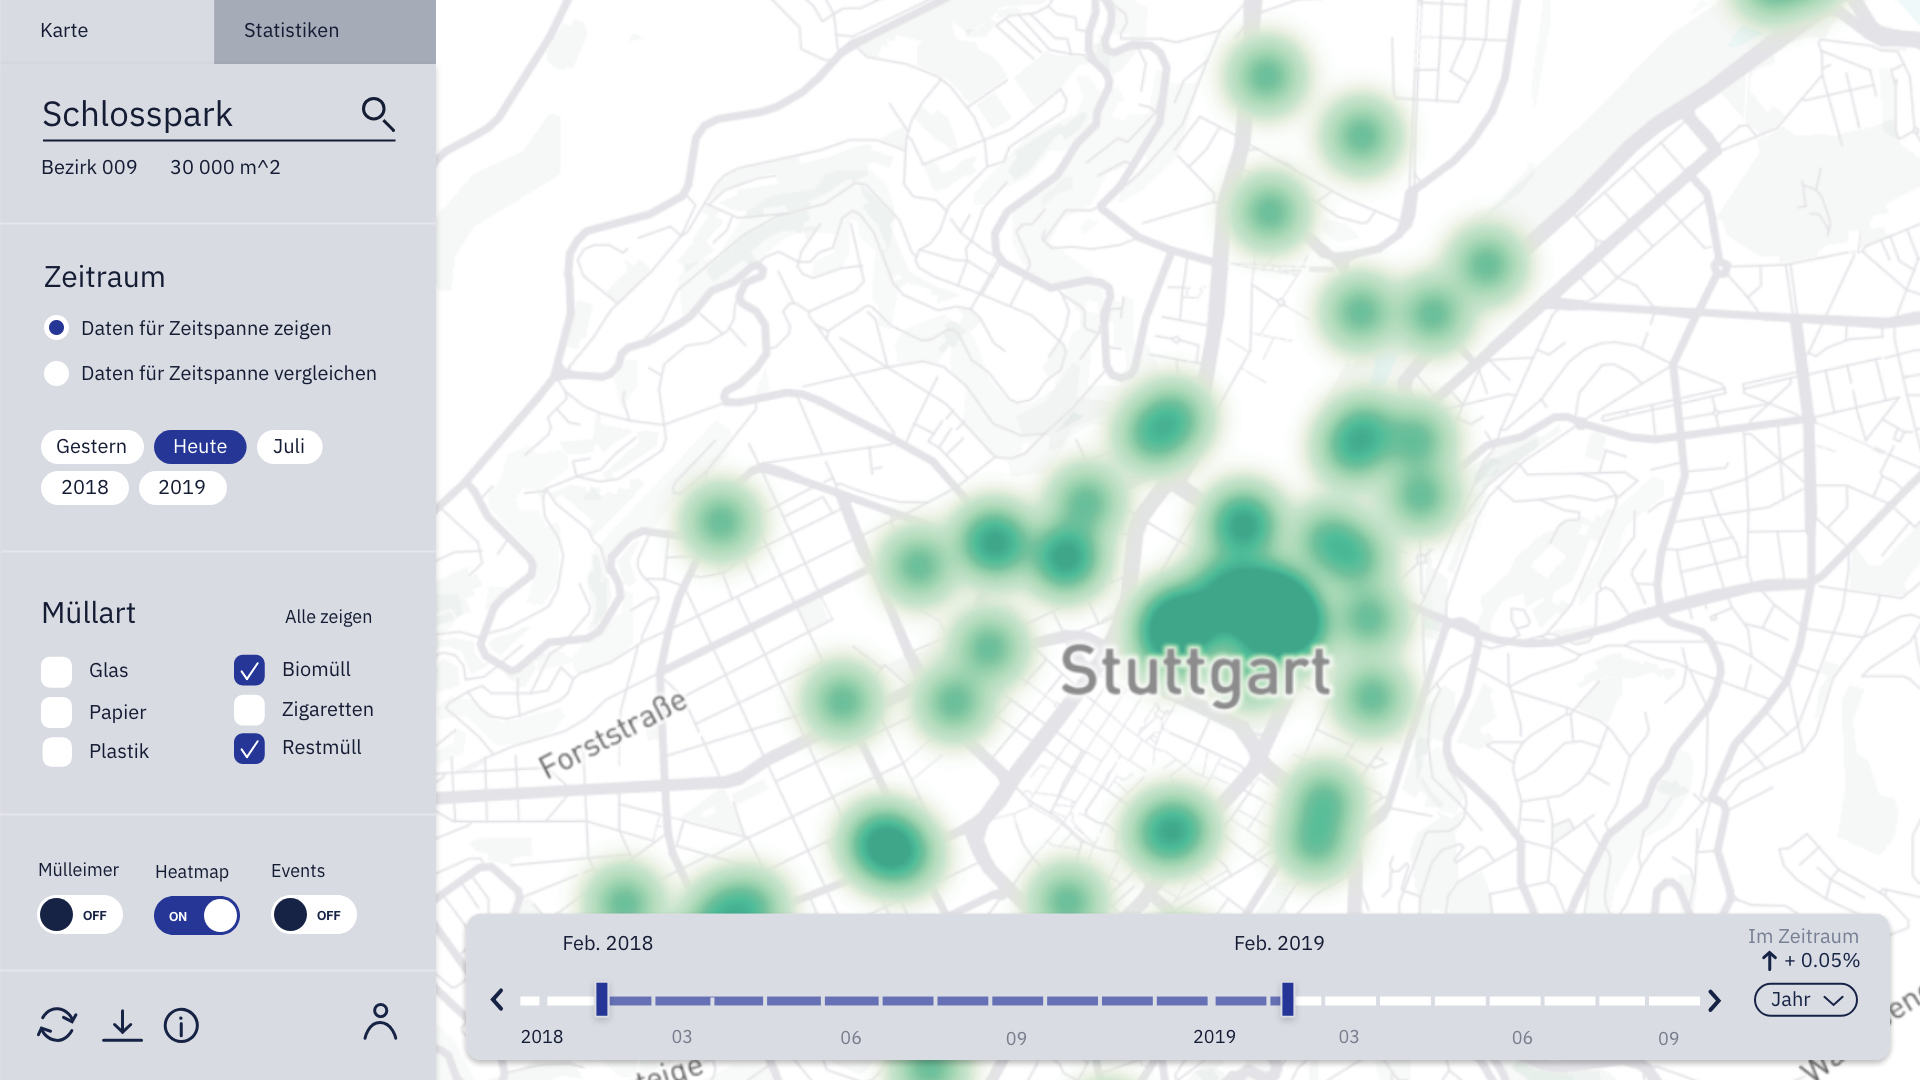 Karte
Statistiken
Schlosspark
Bezirk 009 30 000 m^2
Zeitraum
Daten für Zeitspanne zeigen
Daten für Zeitspanne vergleichen
Gestern Heute Juli
2018 2019
Müllart Alle zeigen
Glas Biomüll
Papier Zigaretten
Plastik Restmüll
Mülleimer Heatmap Events
OFF ON OFF
Stuttgart
Forststraße
Feb. 2018 Feb. 2019
Im Zeitraum
+ 0.05%
Jahr
2018 03 06 09 2019 03 06 09